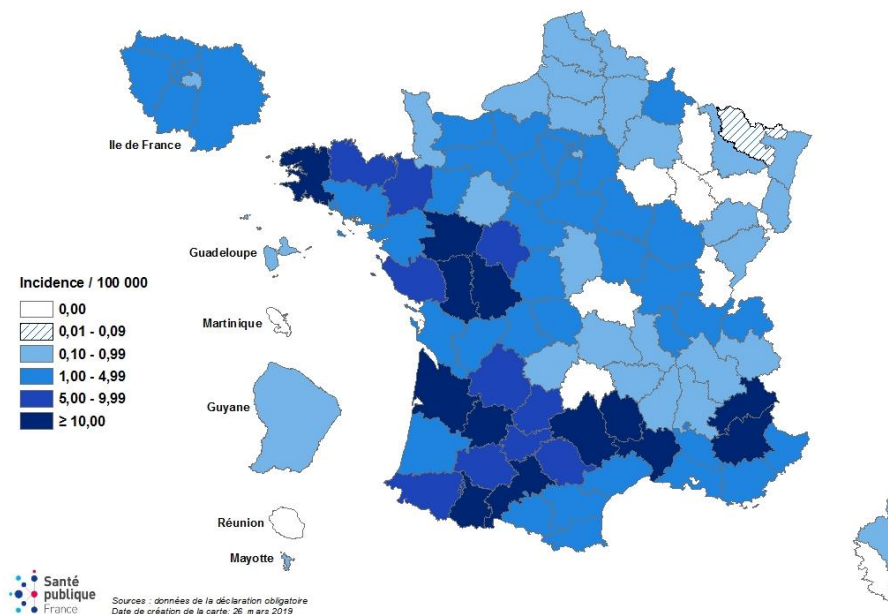 Ile de France
Guadeloupe
Incidence / 100 000
0,00
0,01 - 0,09
0,10 - 0,99
1,00 - 4,99
5,00 - 9,99
≥ 10,00
Martinique
Guyane
Réunion
Mayotte
Santé
publique
France
Sources : données de la déclaration obligatoire
Date de création de la carte: 26 mars 2019